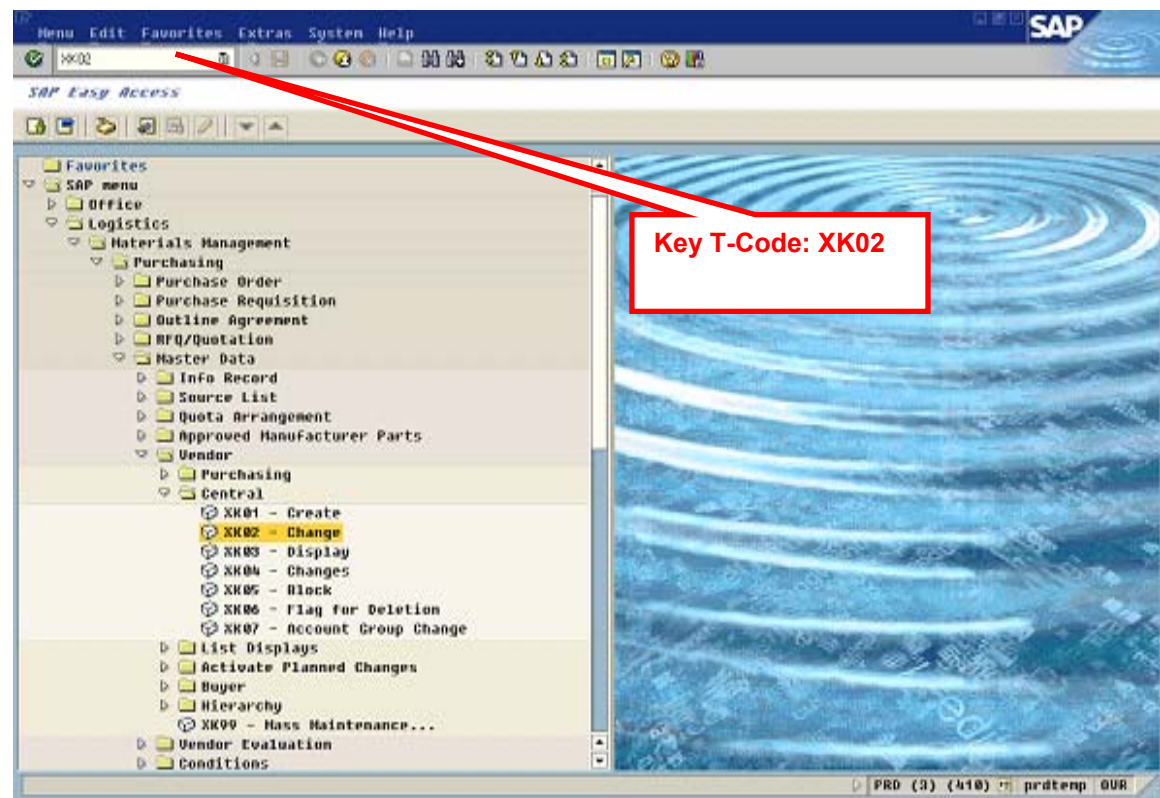 Menu Edit Favorites Extras System Help
SAP
XK02
SAP Easy Access
Favorites
SAP menu
Office
Logistics
Materials Management
Purchasing
Purchase Order
Purchase Requisition
Outline Agreement
RFQ/Quotation
Master Data
Info Record
Source List
Quota Arrangement
Approved Manufacturer Parts
Vendor
Purchasing
Central
XK01 - Create
XK02 - Change
XK03 - Display
XK04 - Changes
XK05 - Block
XK06 - Flag for Deletion
XK07 - Account Group Change
List Displays
Activate Planned Changes
Buyer
Hierarchy
XK99 - Mass Maintenance...
Vendor Evaluation
Conditions
Key T-Code: XK02
PRD (3) (410) prdtemp OVR